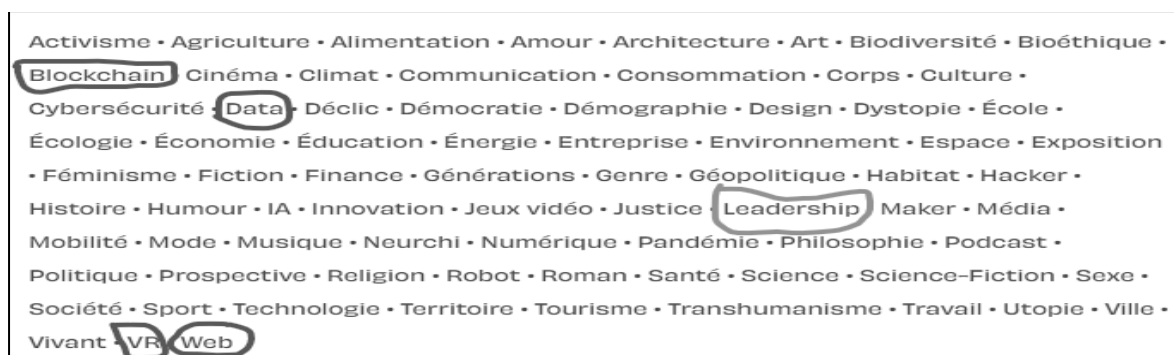 Activisme • Agriculture • Alimentation • Amour • Architecture • Art • Biodiversité • Bioéthique •
Blockchain Cinéma • Climat • Communication • Consommation • Corps • Culture •
Cybersécurité • Data • Déclic • Démocratie • Démographie • Design • Dystopie • École •
Écologie • Économie • Éducation • Énergie • Entreprise • Environnement • Espace • Exposition
• Féminisme • Fiction • Finance • Générations • Genre • Géopolitique • Habitat • Hacker •
Histoire • Humour • IA • Innovation • Jeux vidéo • Justice • Leadership Maker • Média •
Mobilité • Mode • Musique • Neurchi • Numérique • Pandémie • Philosophie • Podcast •
Politique • Prospective • Religion • Robot • Roman • Santé • Science • Science-Fiction • Sexe •
Société • Sport • Technologie • Territoire • Tourisme • Transhumanisme • Travail • Utopie • Ville •
Vivant • VR Web